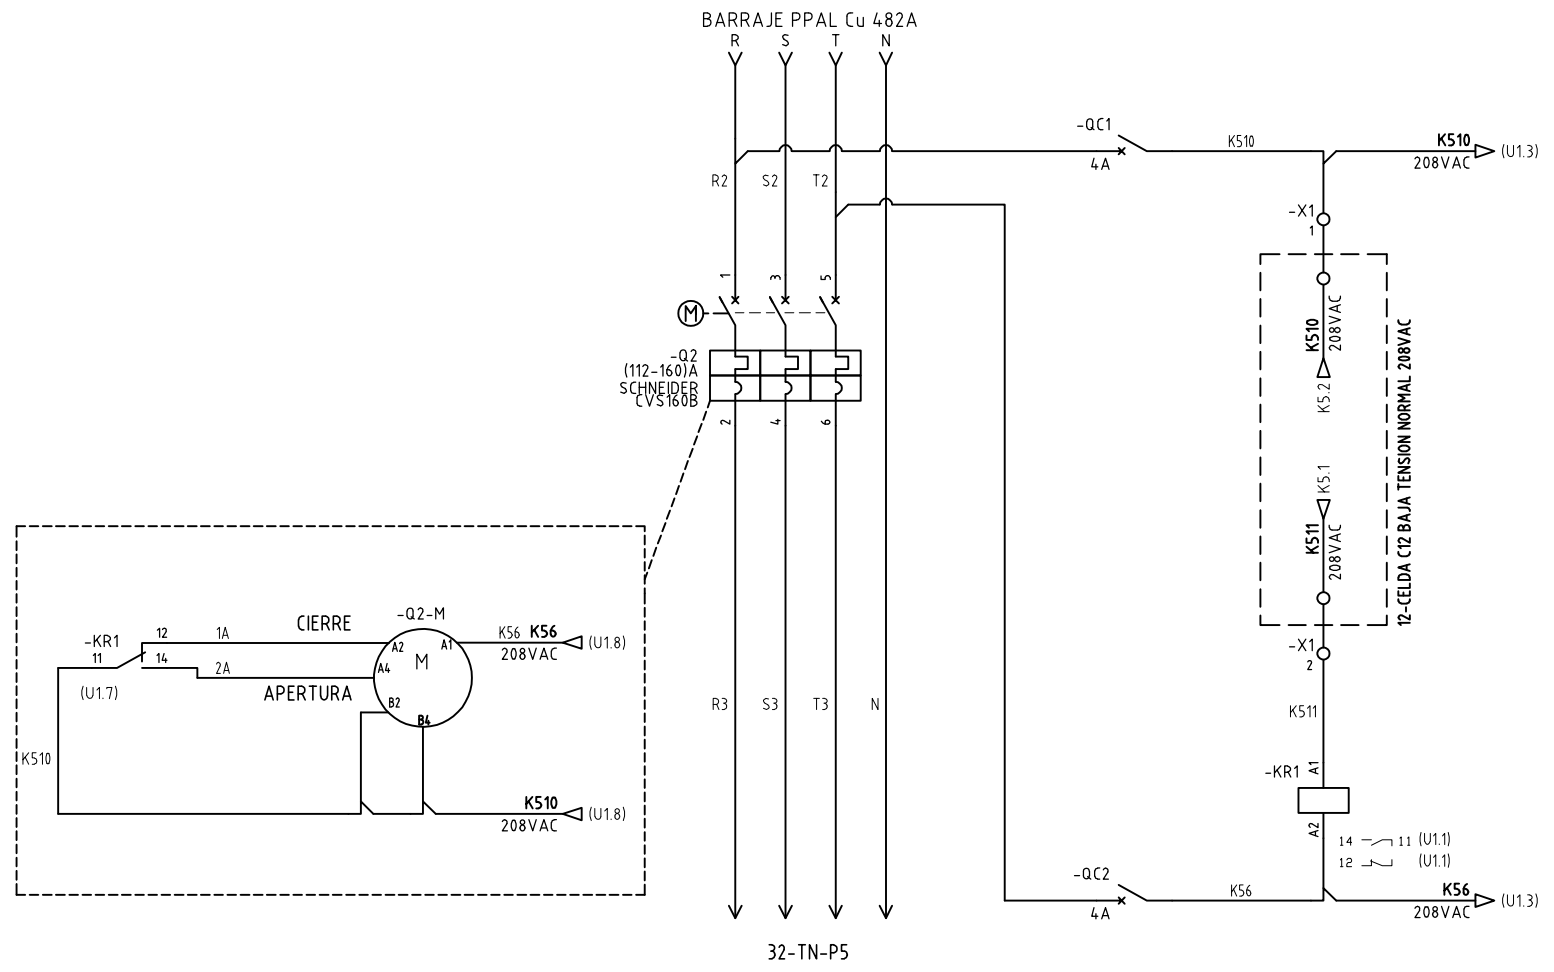 BARRAJE PPAL Cu 482A
R S T N
-QC1
4A
K510
K510
208VAC
(U1.3)
R2 S2 T2
-X1
1
1 3 5
M
-Q2
(112-160)A
SCHNEIDER
CVS160B
2 4 6
K510
208VAC
K5.2
K5.1
K511
208VAC
12-CELDA C12 BAJA TENSION NORMAL 208VAC
-X1
2
-KR1
11
12
14
(U1.7)
1A
2A
CIERRE
APERTURA
-Q2-M
A2
A1
M
A4
B2
B4
K56 K56
208VAC
(U1.8)
K510
K510
208VAC
(U1.8)
R3 S3 T3 N
K511
-KR1
A1
A2
14 11 (U1.1)
12 (U1.1)
-QC2
4A
K56
K56
208VAC
(U1.3)
32-TN-P5